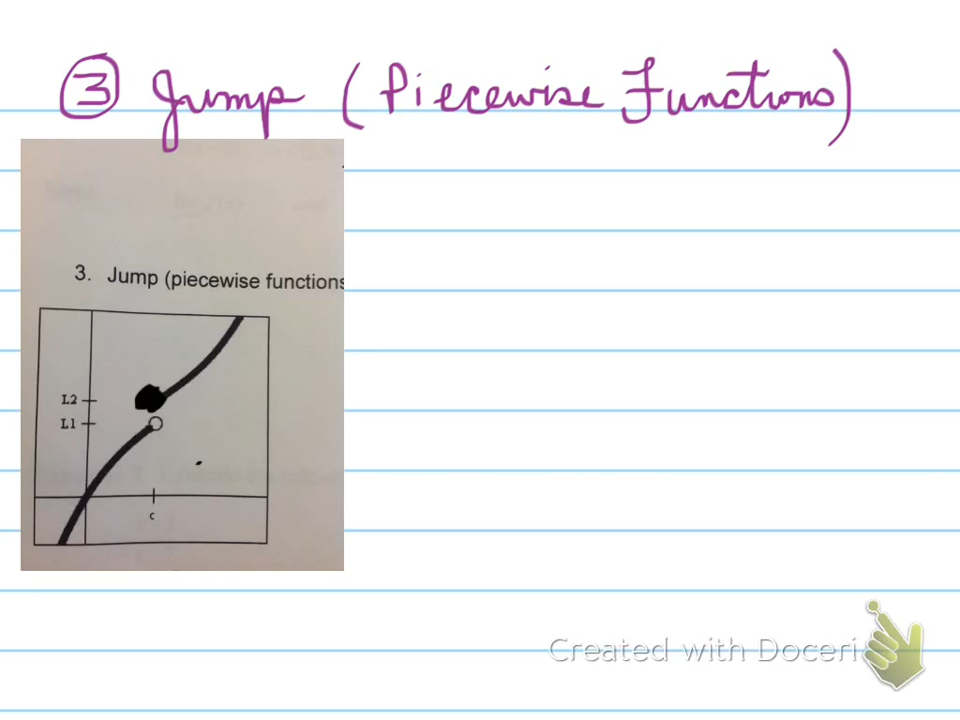 ③ Jump (Piecewise Functions)
3. Jump (piecewise functions
L2
L1
c
Created with Doceri